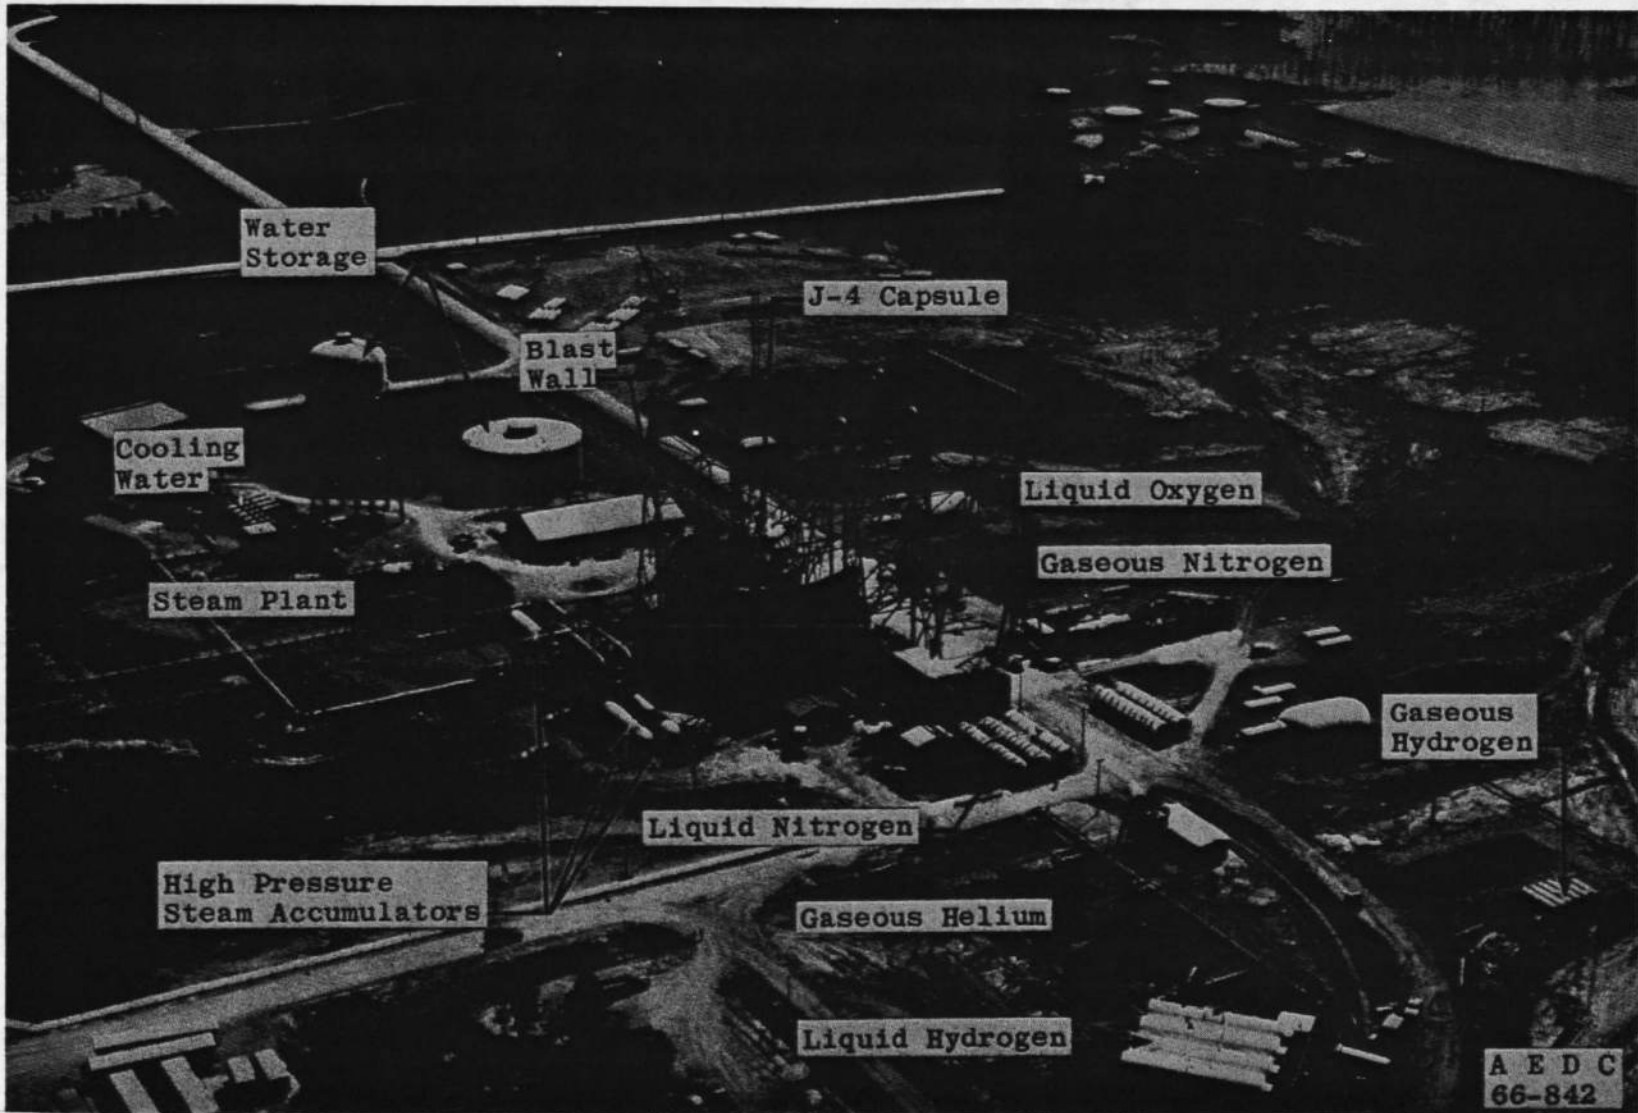 Water
Storage
J-4 Capsule
Blast
Wall
Cooling
Water
Liquid Oxygen
Gaseous Nitrogen
Steam Plant
Gaseous
Hydrogen
Liquid Nitrogen
High Pressure
Steam Accumulators
Gaseous Helium
Liquid Hydrogen
A E D C
66-842